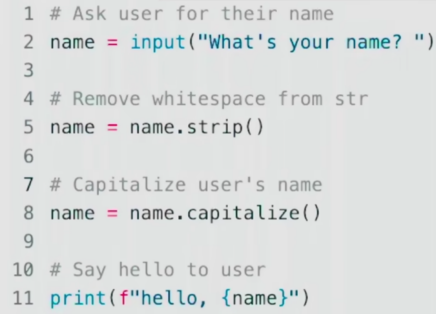 1 # Ask user for their name
2 name = input("What's your name? ")
3
4 # Remove whitespace from str
5 name = name.strip()
6
7 # Capitalize user's name
8 name = name.capitalize()
9
10 # Say hello to user
11 print(f"hello, {name}")